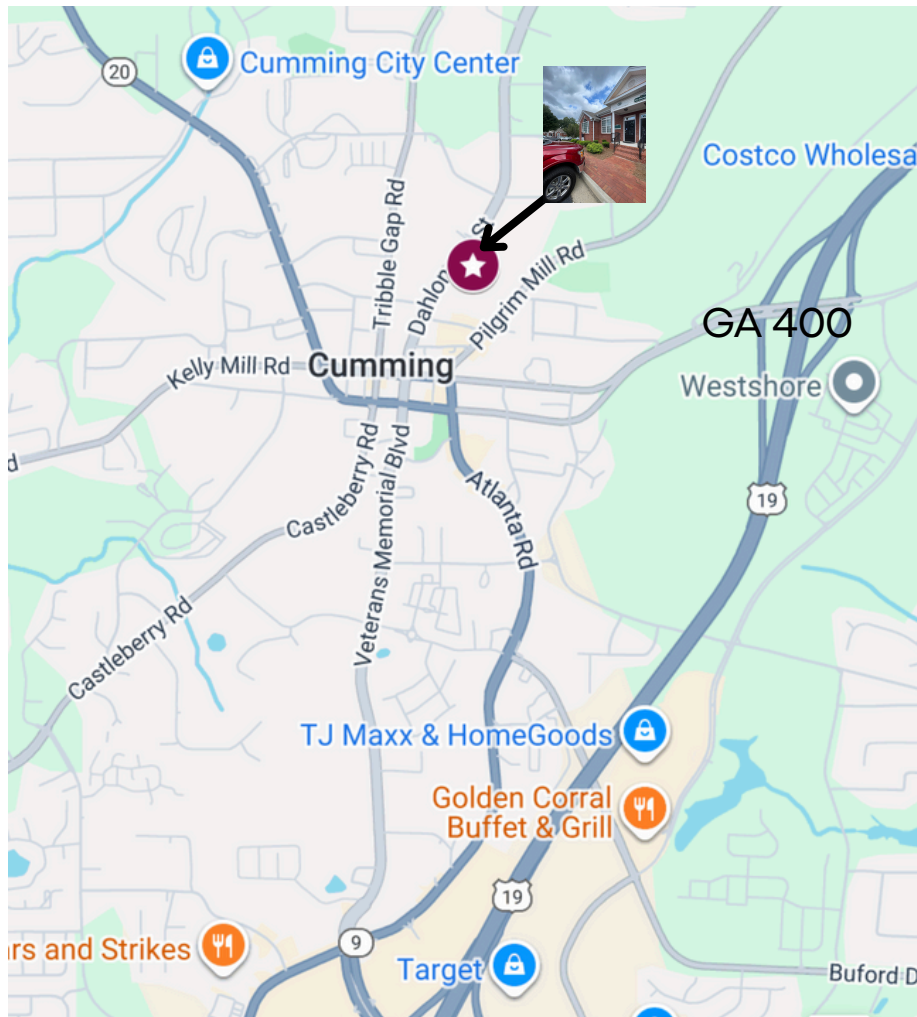 20
Cumming City Center
Costco Wholesa
Tribble Gap Rd
Dahlon
St
Pilgrim Mill Rd
GA 400
Kelly Mill Rd
Cumming
Westshore
d
Castleberry Rd
Veterans Memorial Blvd
Atlanta Rd
19
Castleberry Rd
TJ Maxx & HomeGoods
Golden Corral
Buffet & Grill
19
9
rs and Strikes
Target
Buford D